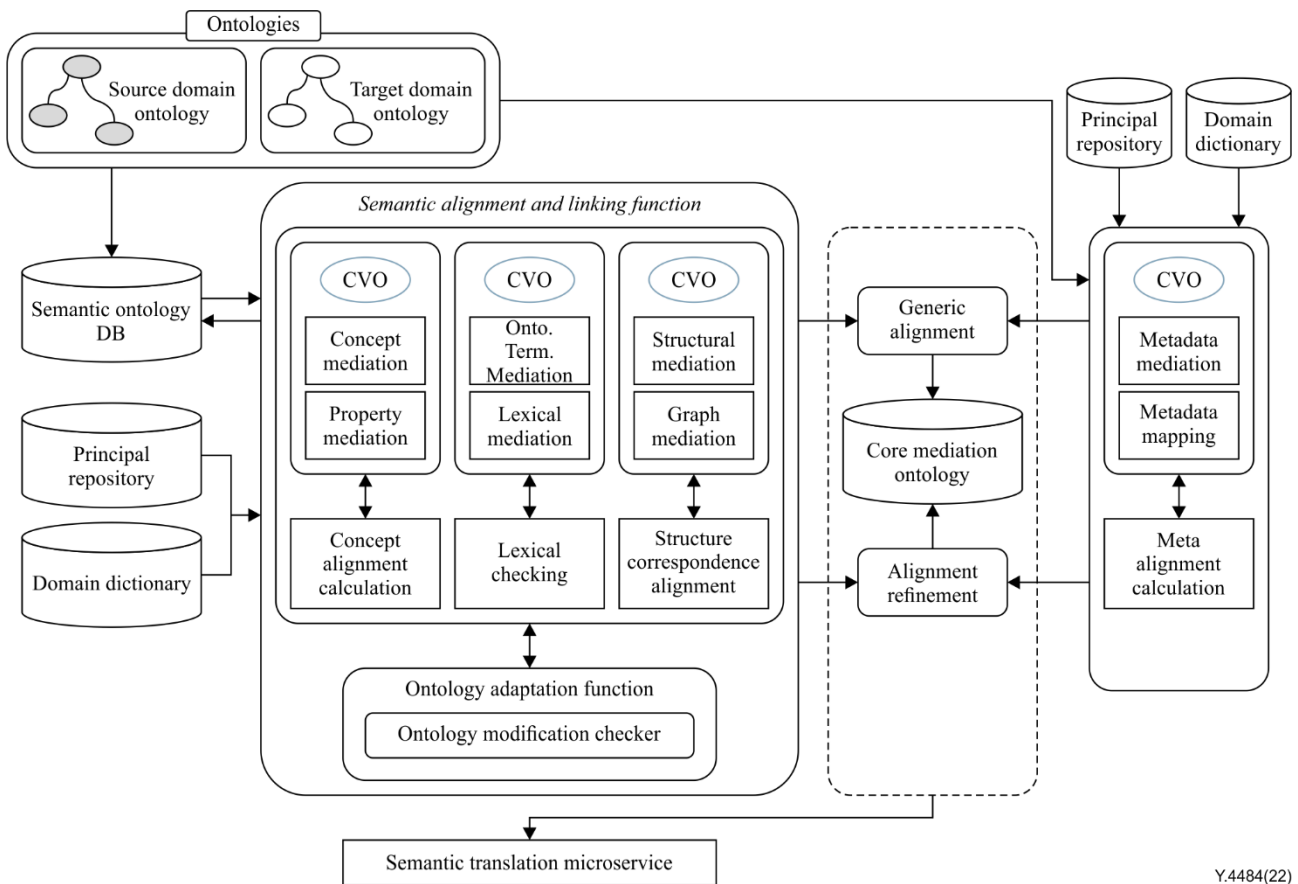 Ontologies
Source domain
ontology
Target domain
ontology
Principal
repository
Domain
dictionary
Semantic alignment and linking function
Semantic ontology
DB
CVO
Concept
mediation
Property
mediation
Concept
alignment
calculation
CVO
Onto.
Term.
Mediation
Lexical
mediation
Lexical
checking
CVO
Structural
mediation
Graph
mediation
Structure
correspondence
alignment
Generic
alignment
Core mediation
ontology
Alignment
refinement
CVO
Metadata
mediation
Metadata
mapping
Meta
alignment
calculation
Principal
repository
Domain dictionary
Ontology adaptation function
Ontology modification checker
Semantic translation microservice
Y.4484(22)